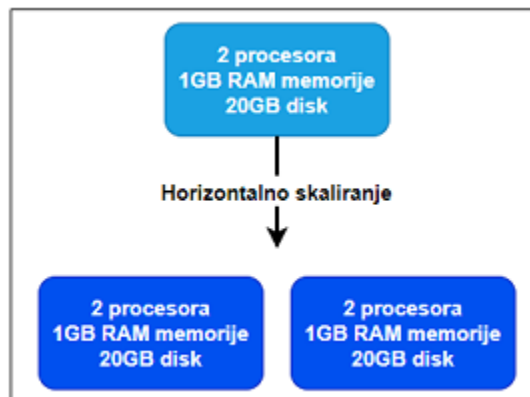 2 procesora
1GB RAM memorije
20GB disk
Horizontalno skaliranje
2 procesora
1GB RAM memorije
20GB disk
2 procesora
1GB RAM memorije
20GB disk